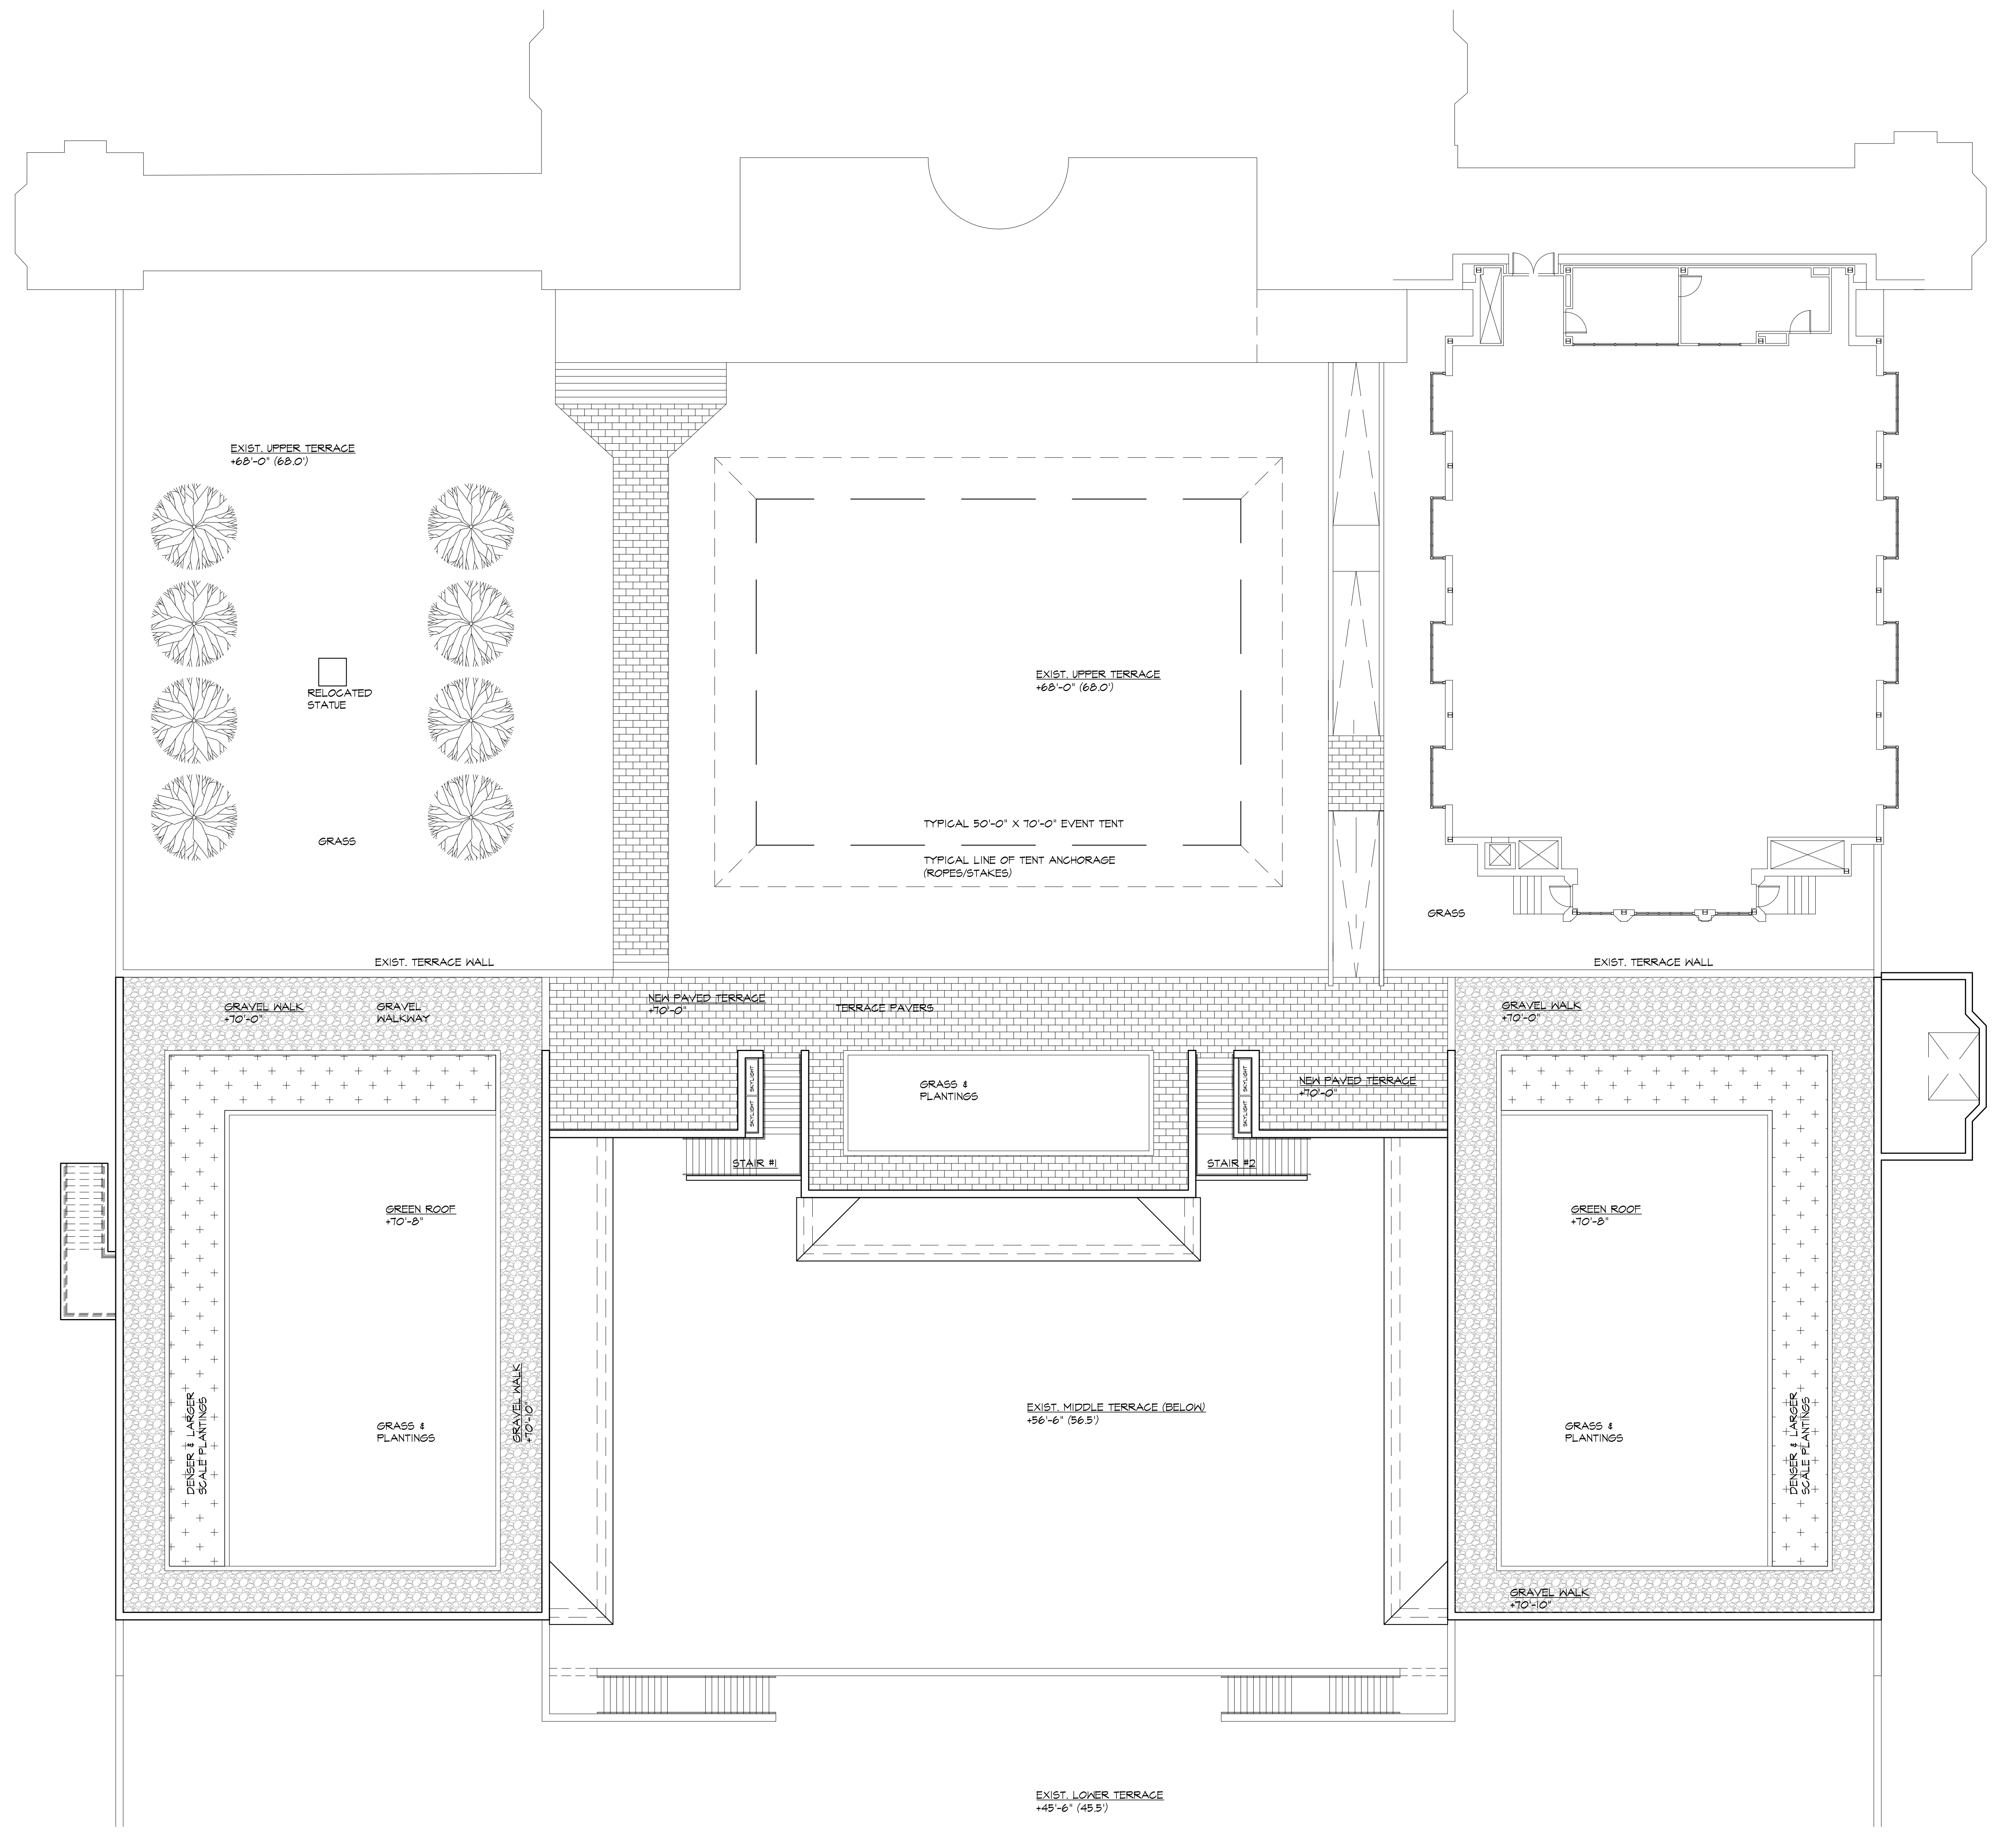 EXIST. UPPER TERRACE
+68'-0" (68.0')
EXIST. UPPER TERRACE
+68'-0" (68.0')
RELOCATED
STATUE
TYPICAL 50'-0" X 70'-0" EVENT TENT
GRASS
TYPICAL LINE OF TENT ANCHORAGE
(ROPES/STAKES)
GRASS
EXIST. TERRACE WALL
EXIST. TERRACE WALL
GRAVEL WALK
+70'-0"
GRAVEL
WALKWAY
NEW PAVED TERRACE
+70'-0"
TERRACE PAVERS
GRAVEL WALK
+70'-0"
SKYLIGHT
SKYLIGHT
GRASS &
PLANTINGS
SKYLIGHT
SKYLIGHT
NEW PAVED TERRACE
+70'-0"
STAIR #1
STAIR #2
GREEN ROOF
+70'-8"
GREEN ROOF
+70'-8"
GRAVEL WALK
+70'-10"
EXIST. MIDDLE TERRACE (BELOW)
+56'-6" (56.5')
DENSER & LARGER
SCALE PLANTINGS
GRASS &
PLANTINGS
GRASS &
PLANTINGS
DENSER & LARGER
SCALE PLANTINGS
GRAVEL WALK
+70'-10"
EXIST. LOWER TERRACE
+45'-6" (45.5')